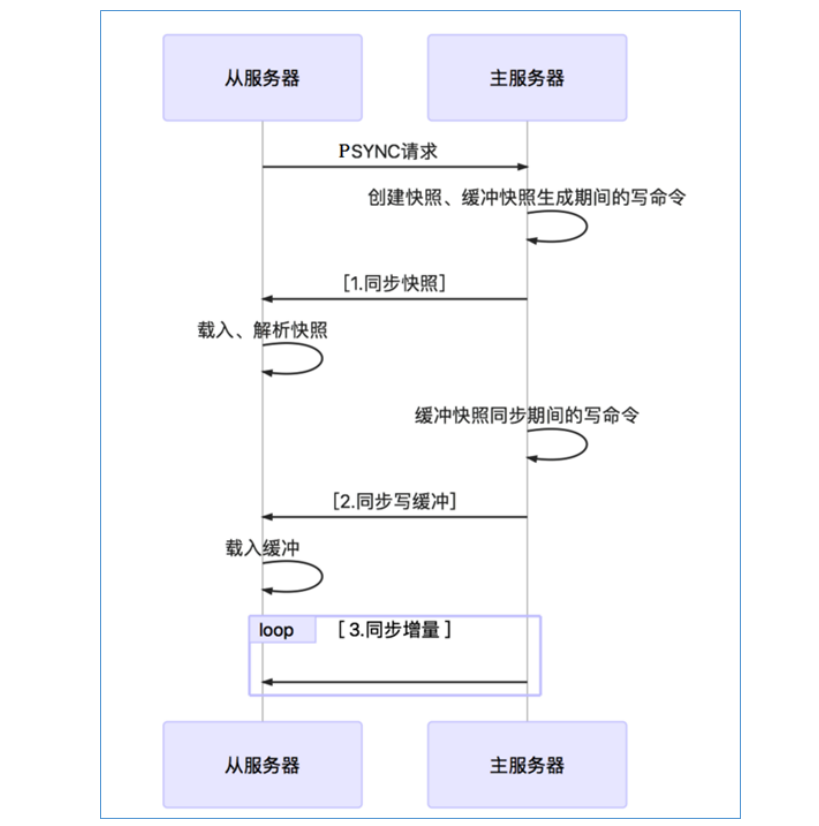 从服务器
主服务器
PSYNC请求
创建快照、缓冲快照生成期间的写命令
[1.同步快照]
载入、解析快照
缓冲快照同步期间的写命令
[2.同步写缓冲]
载入缓冲
loop
[ 3.同步增量 ]
从服务器
主服务器